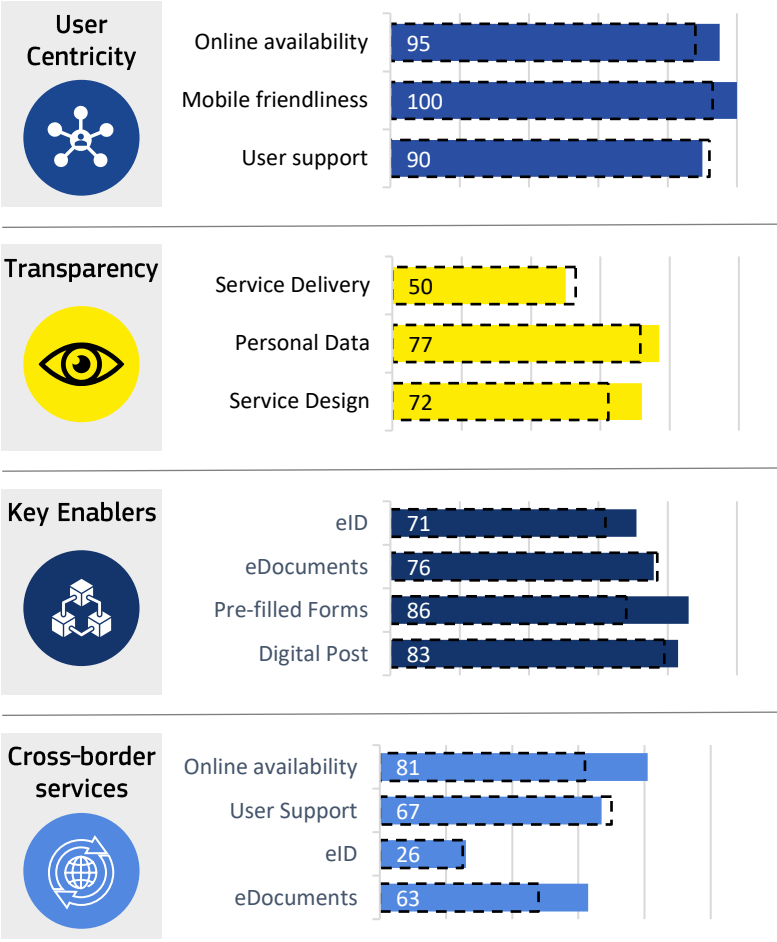 User
Centricity
Online availability 95
Mobile friendliness 100
User support 90
Transparency
Service Delivery 50
Personal Data 77
Service Design 72
Key Enablers
eID 71
eDocuments 76
Pre-filled Forms 86
Digital Post 83
Cross-border
services
Online availability 81
User Support 67
eID 26
eDocuments 63